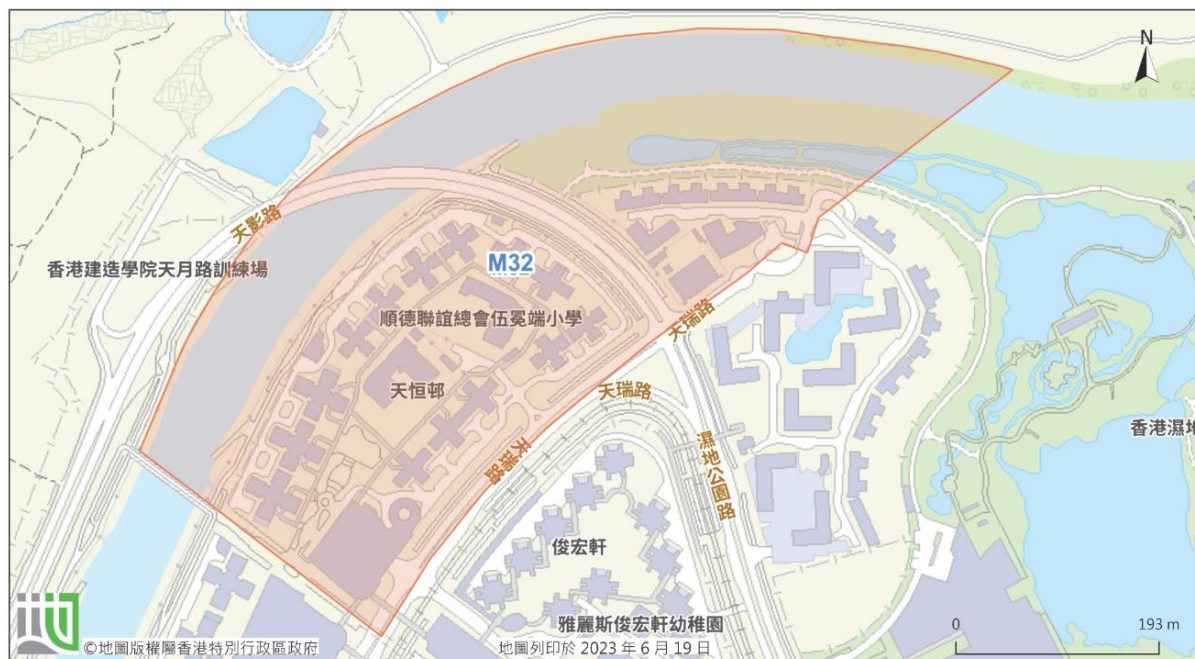 N
天影路
M32
香港建造學院天月路訓練場
順德聯誼總會伍冕端小學
天瑞路
天恒邨
天瑞路
香港濕地
天瑞路
濕地公園路
俊宏軒
雅麗斯俊宏軒幼稚園
0 193 m
©地圖版權屬香港特別行政區政府
地圖列印於 2023 年 6 月 19 日